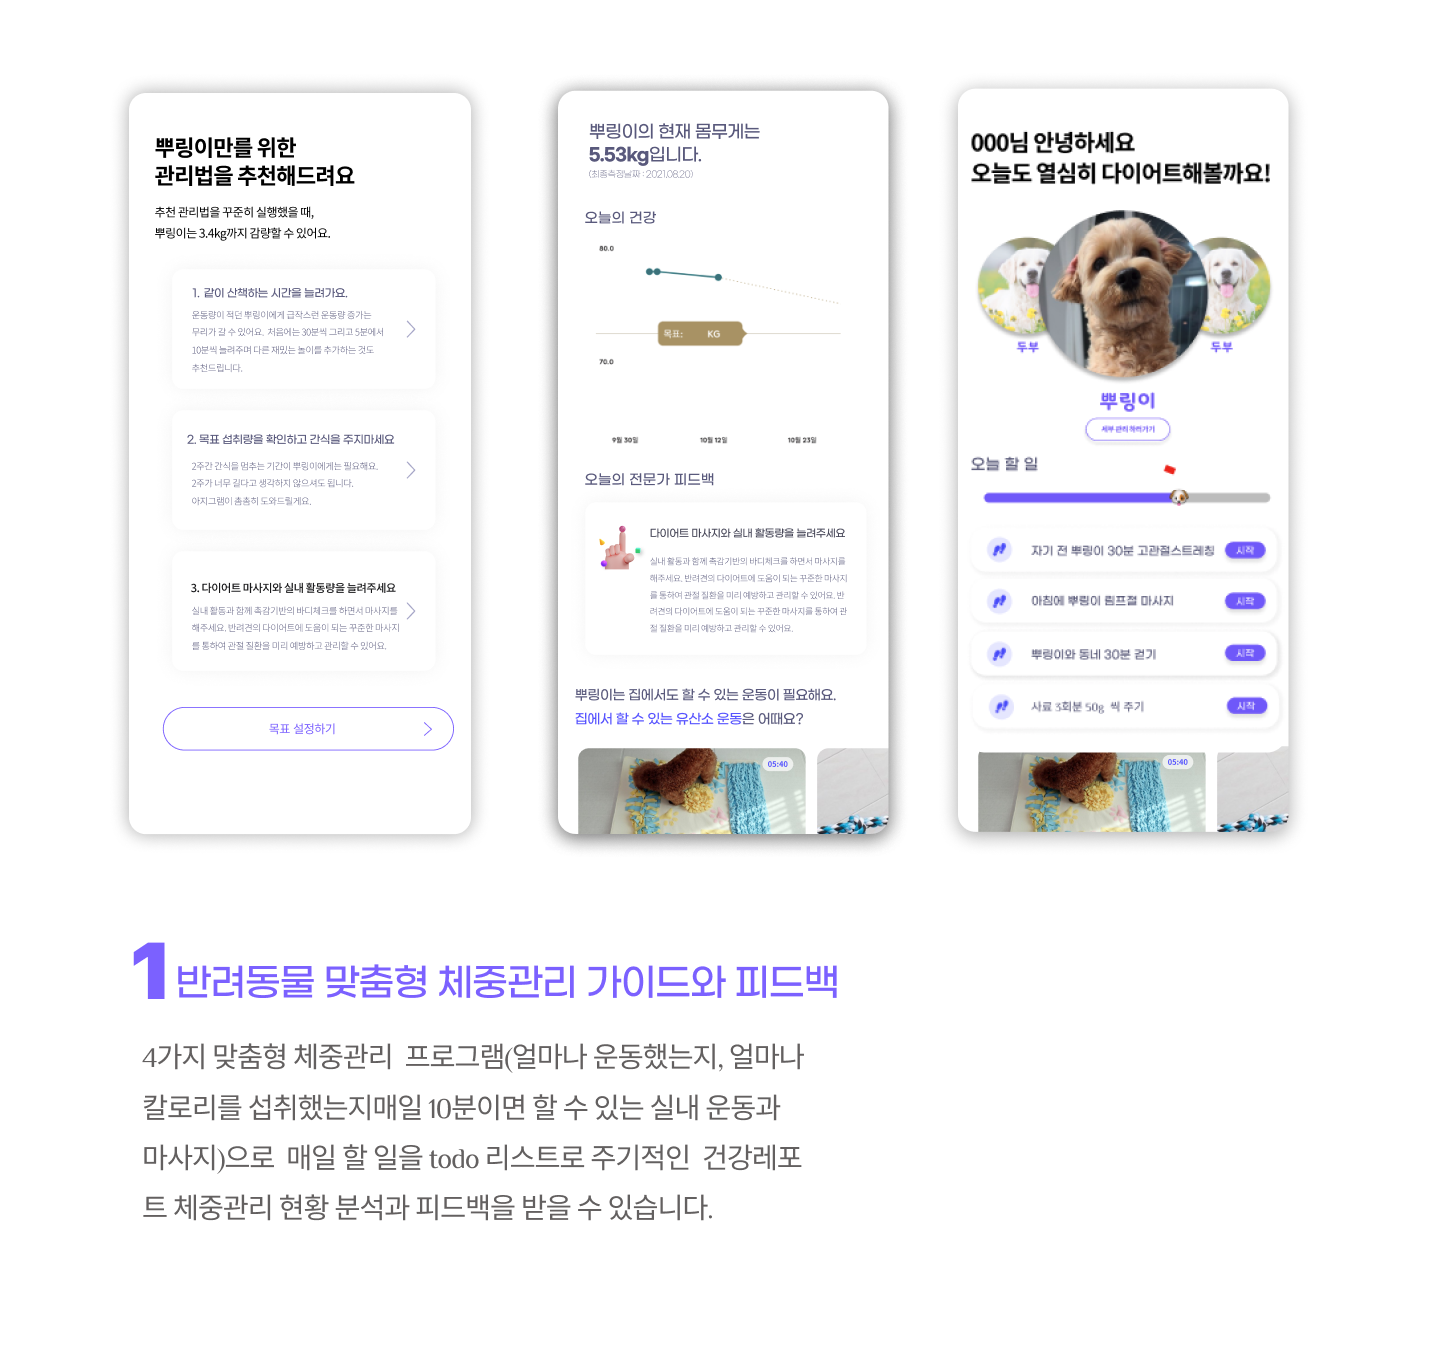 뿌링이만를 위한
관리법을 추천해드려요
추천 관리법을 꾸준히 실행했을 때,
뿌링이는 3.4kg까지 감량할 수 있어요.
1. 같이 산책하는 시간을 늘려가요.
운동량이 적던 뿌링이에게 급작스런 운동량 증가는
무리가 갈 수 있어요. 처음에는 30분씩 그리고 5분에서
10분씩 늘려주며 다른 재밌는 놀이를 추가하는 것도
추천드립니다.
2. 목표 섭취량을 확인하고 간식을 주지마세요
2주간 간식을 멈추는 기간이 뿌링이에게는 필요해요.
2주가 너무 길다고 생각하지 않으셔도 됩니다.
아지그램이 촘촘히 도와드릴게요.
3. 다이어트 마사지와 실내 활동량을 늘려주세요
실내 활동과 함께 촉감기반의 바디체크를 하면서 마사지를
해주세요. 반려견의 다이어트에 도움이 되는 꾸준한 마사지
를 통하여 관절 질환을 미리 예방하고 관리할 수 있어요.
목표 설정하기
뿌링이의 현재 몸무게는
5.53kg입니다.
(최종측정날짜 : 2021.08.20)
오늘의 건강
80.0
목표: KG
70.0
9월 30일 10월 12일 10월 23일
오늘의 전문가 피드백
다이어트 마사지와 실내 활동량을 늘려주세요
실내 활동과 함께 촉감기반의 바디체크를 하면서 마사지를
해주세요. 반려견의 다이어트에 도움이 되는 꾸준한 마사지
를 통하여 관절 질환을 미리 예방하고 관리할 수 있어요. 반
려견의 다이어트에 도움이 되는 꾸준한 마사지를 통하여 관
절 질환을 미리 예방하고 관리할 수 있어요.
뿌링이는 집에서도 할 수 있는 운동이 필요해요.
집에서 할 수 있는 유산소 운동은 어때요?
05:40
000님 안녕하세요
오늘도 열심히 다이어트해볼까요!
두부 두부
뿌링이
세부 관리 하러가기
오늘 할 일
자기 전 뿌링이 30분 고관절스트레칭 시작
아침에 뿌링이 림프절 마사지 시작
뿌링이와 동네 30분 걷기 시작
사료 3회분 50g 씩 주기 시작
05:40
1 반려동물 맞춤형 체중관리 가이드와 피드백
4가지 맞춤형 체중관리 프로그램(얼마나 운동했는지, 얼마나
칼로리를 섭취했는지매일 10분이면 할 수 있는 실내 운동과
마사지)으로 매일 할 일을 todo 리스트로 주기적인 건강레포
트 체중관리 현황 분석과 피드백을 받을 수 있습니다.